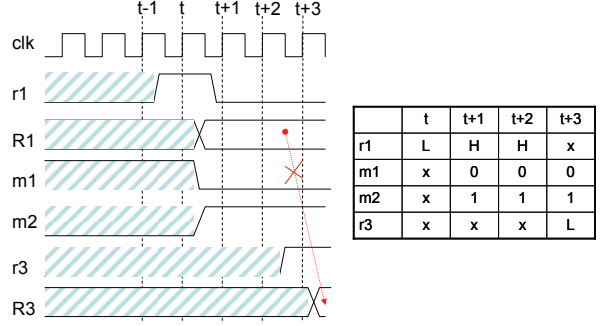 t-1 t t+1 t+2 t+3
clk
r1
R1
m1
m2
r3
R3
t t+1 t+2 t+3
r1 L H H x
m1 x 0 0 0
m2 x 1 1 1
r3 x x x L